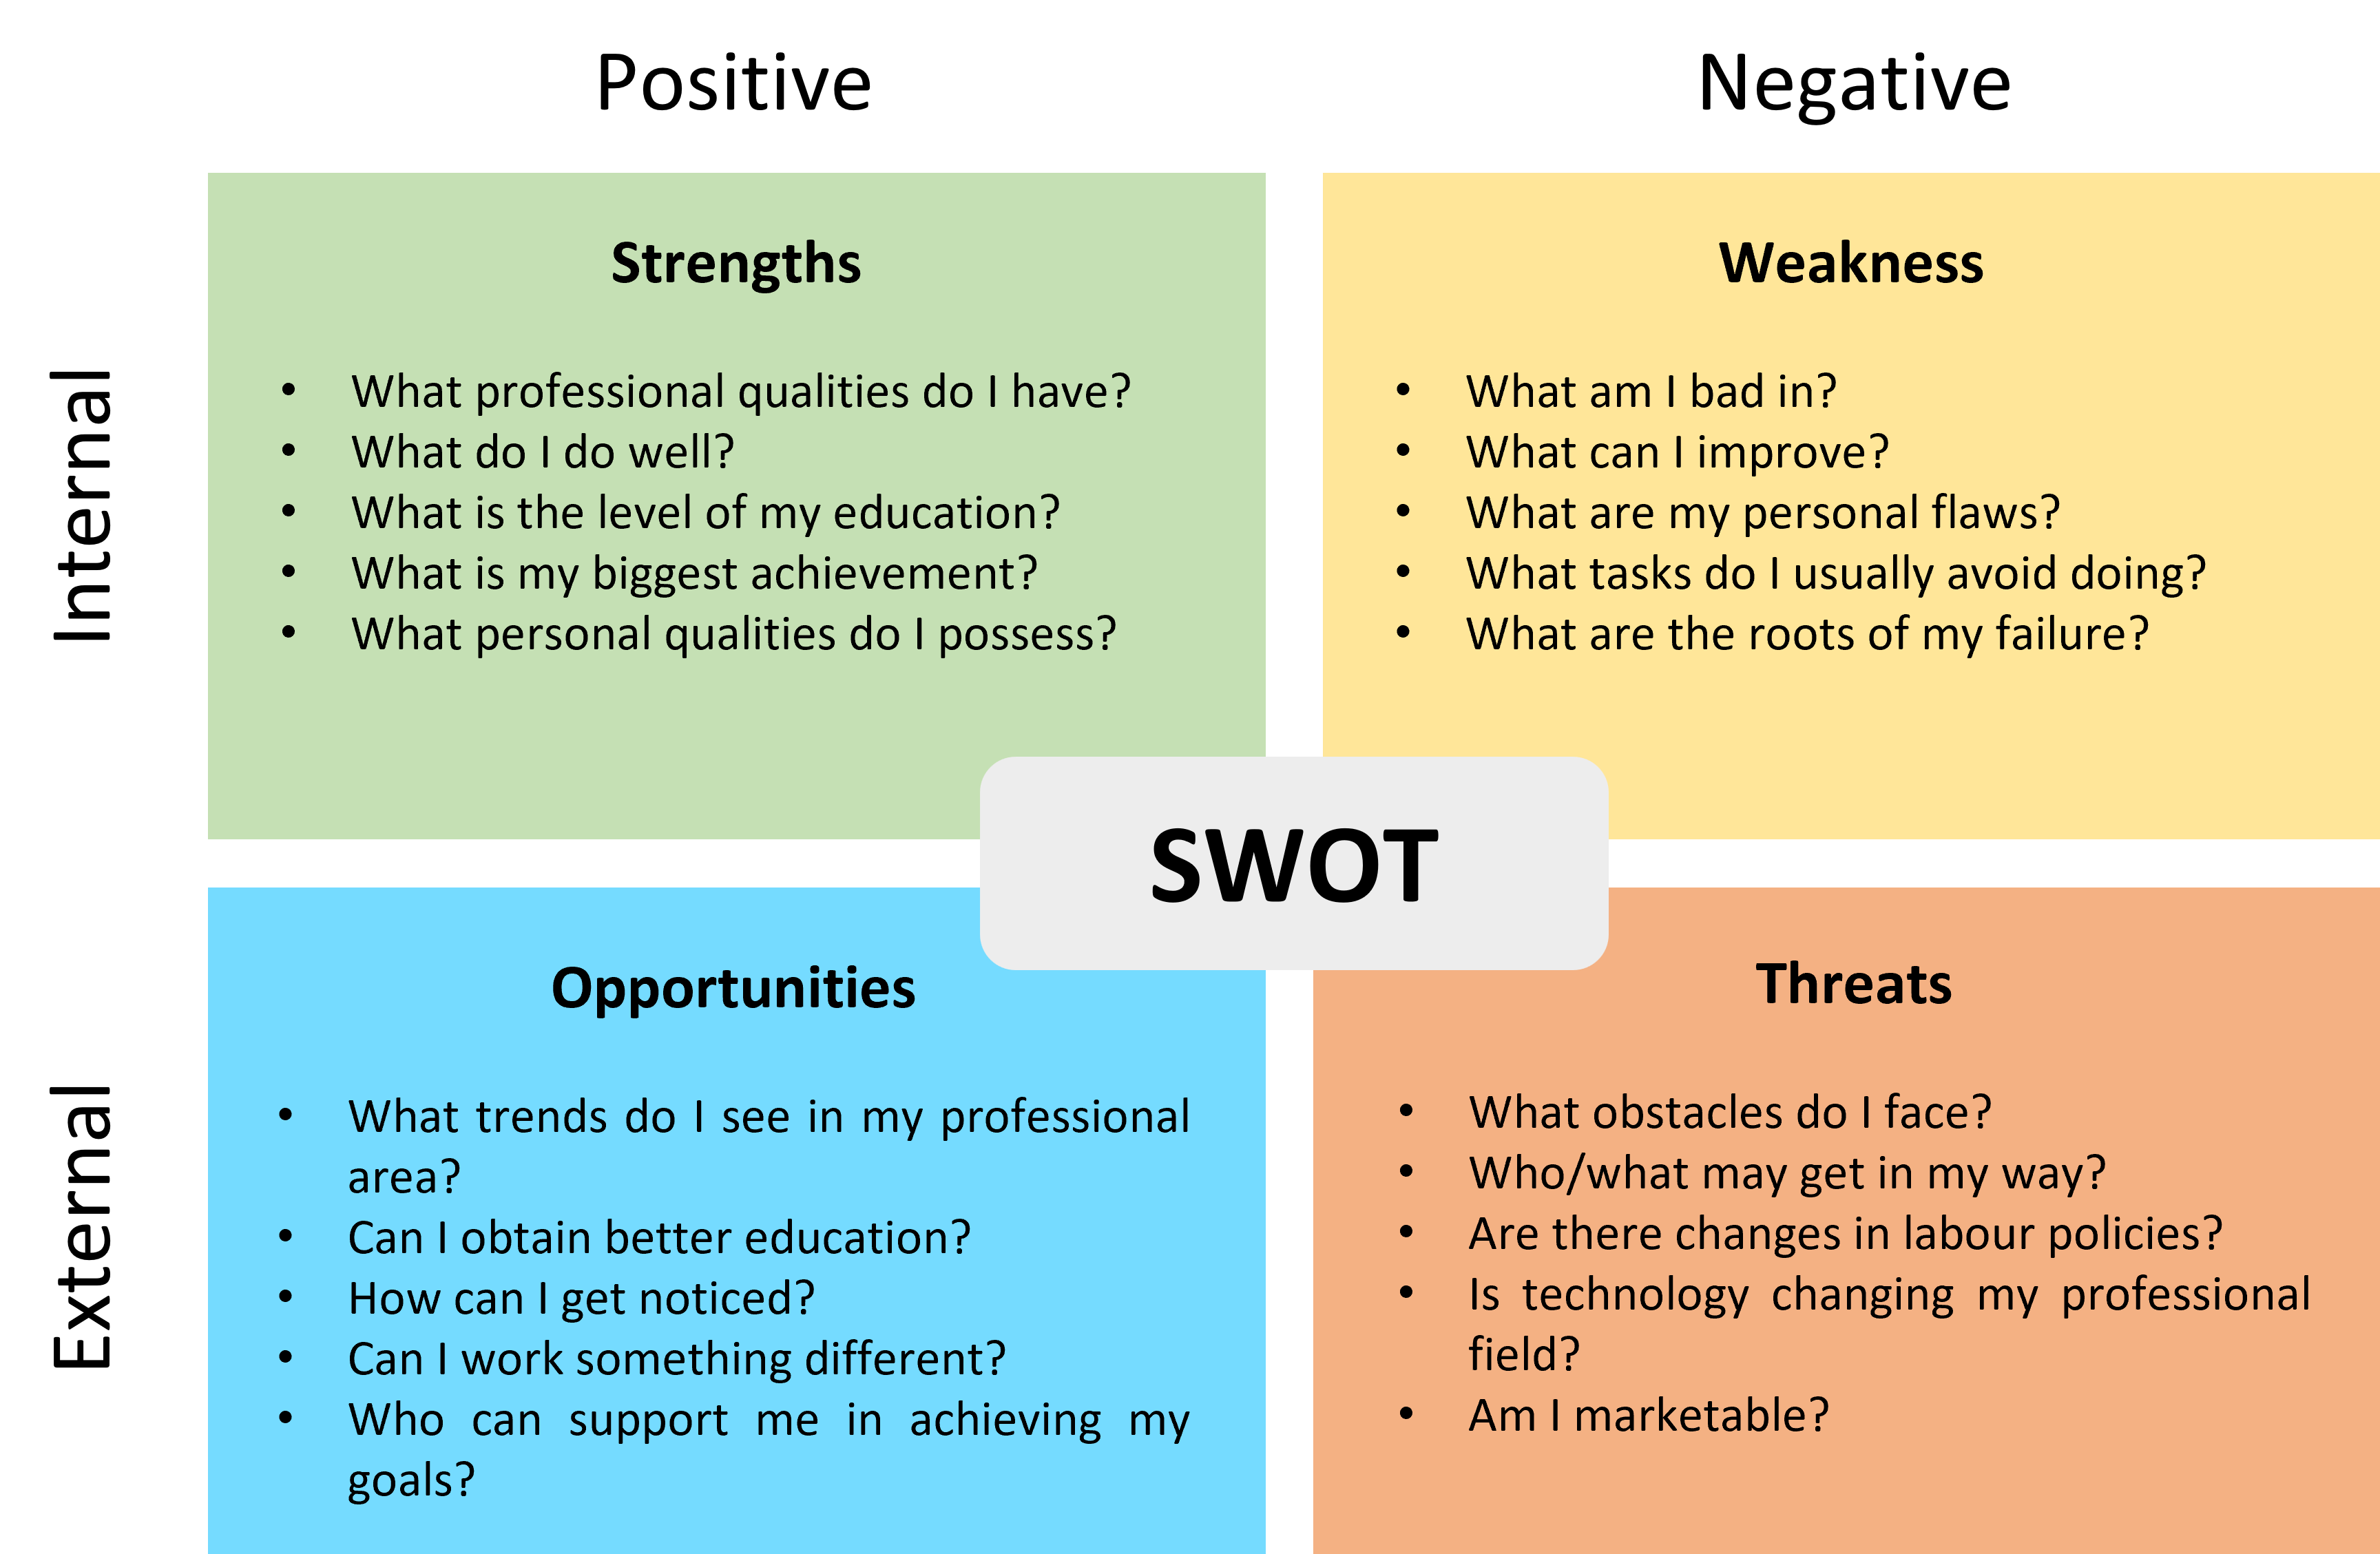 Positive
Negative
Internal
Strengths
• What professional qualities do I have?
• What do I do well?
• What is the level of my education?
• What is my biggest achievement?
• What personal qualities do I possess?
Weakness
• What am I bad in?
• What can I improve?
• What are my personal flaws?
• What tasks do I usually avoid doing?
• What are the roots of my failure?
SWOT
External
Opportunities
• What trends do I see in my professional
area?
• Can I obtain better education?
• How can I get noticed?
• Can I work something different?
• Who can support me in achieving my
goals?
Threats
• What obstacles do I face?
• Who/what may get in my way?
• Are there changes in labour policies?
• Is technology changing my professional
field?
• Am I marketable?